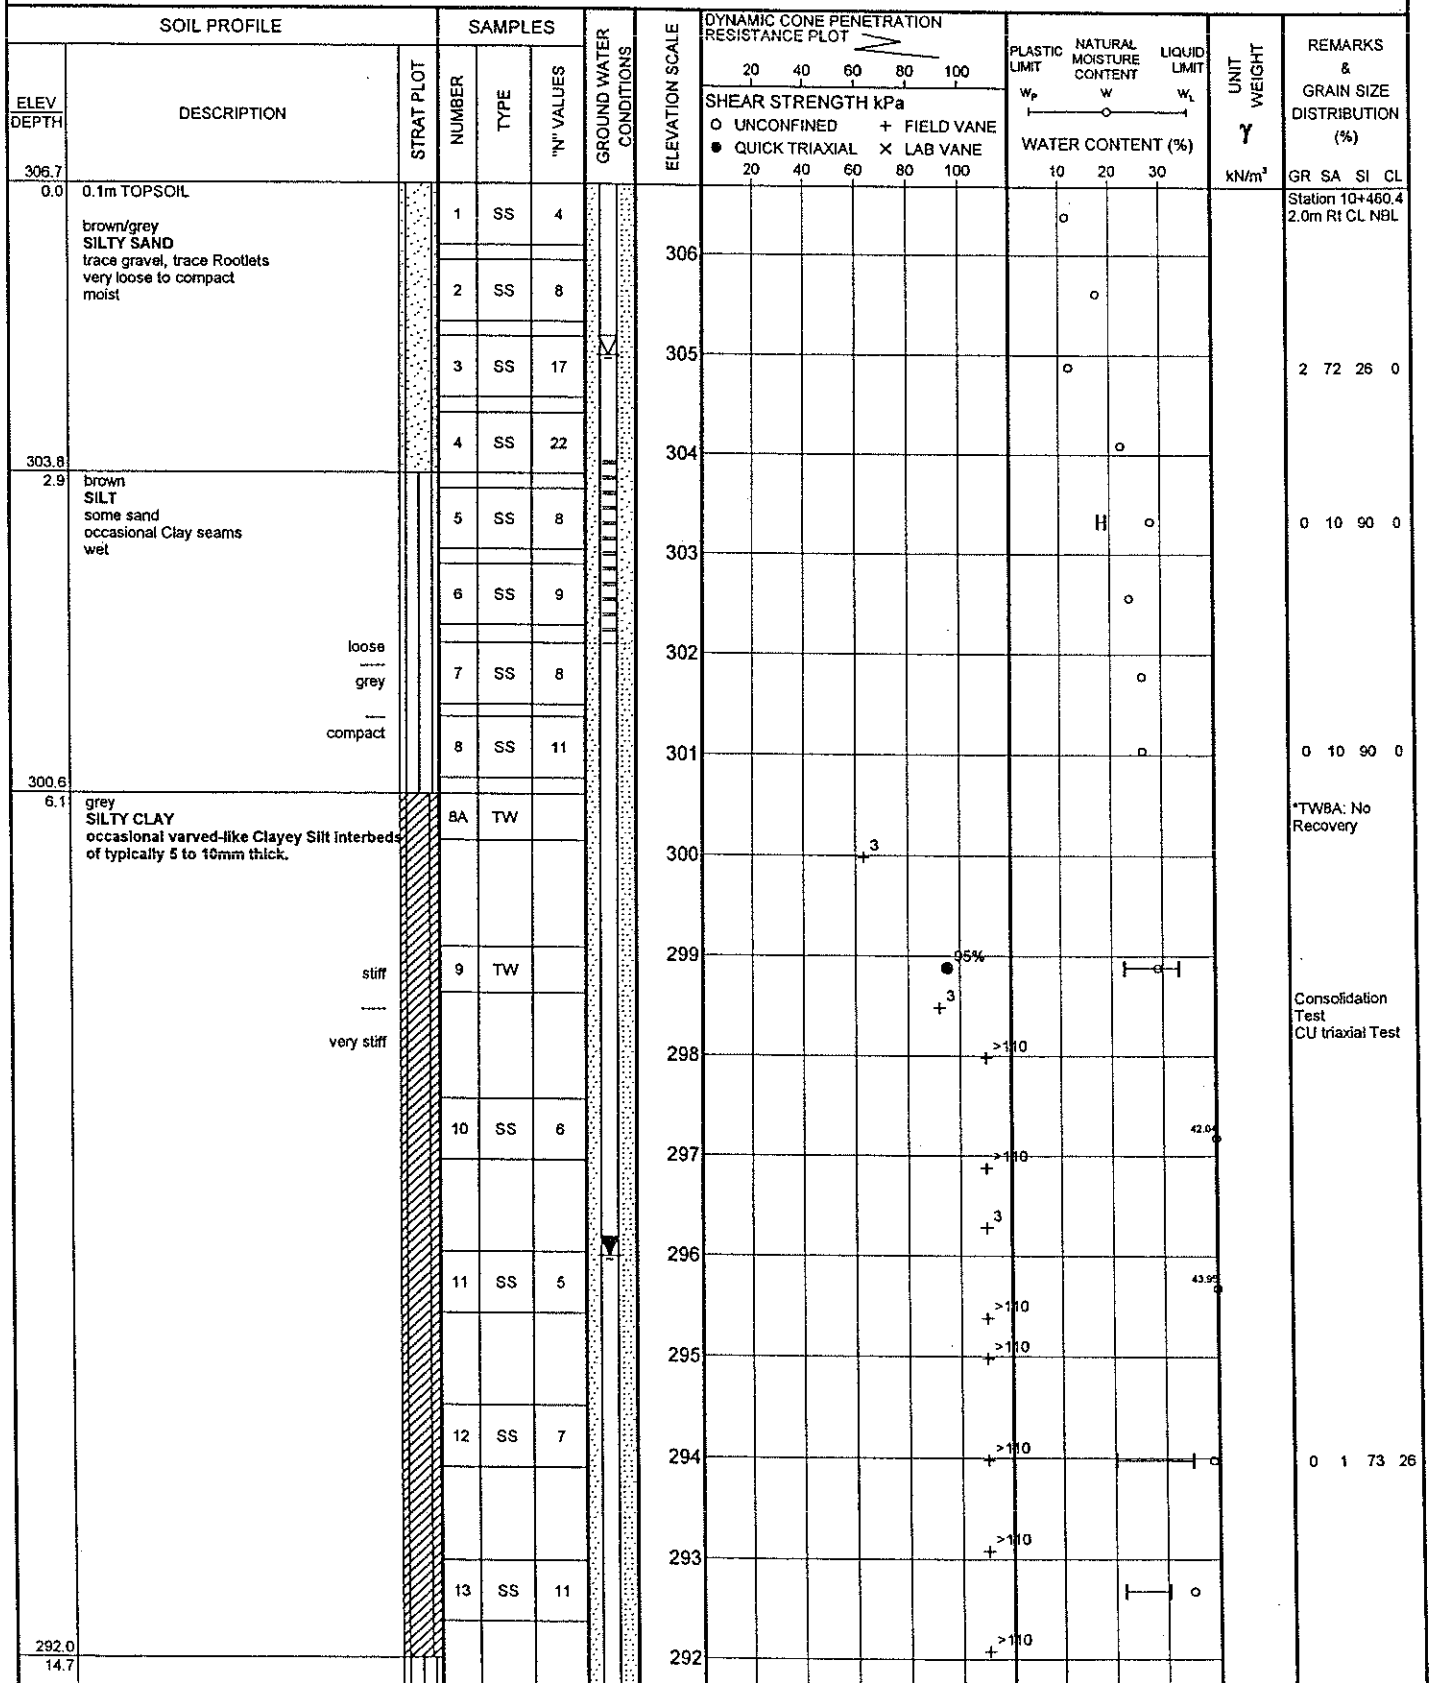 SOIL PROFILE
SAMPLES
GROUND WATER CONDITIONS
ELEVATION SCALE
DYNAMIC CONE PENETRATION
RESISTANCE PLOT
20 40 60 80 100
SHEAR STRENGTH kPa
O UNCONFINED + FIELD VANE
● QUICK TRIAXIAL × LAB VANE
20 40 60 80 100
PLASTIC LIMIT
NATURAL MOISTURE CONTENT
LIQUID LIMIT
WP W WL
WATER CONTENT (%)
10 20 30
UNIT WEIGHT
γ
kN/m³
REMARKS
&
GRAIN SIZE
DISTRIBUTION
(%)
GR SA SI CL
ELEV
DEPTH
DESCRIPTION
STRAT PLOT
NUMBER
TYPE
"N" VALUES
306.7
0.0 0.1m TOPSOIL
brown/grey
SILTY SAND
trace gravel, trace Rootlets
very loose to compact
moist
1 SS 4
Station 10+460.4
2.0m Rt CL NBL
306
2 SS 8
305
3 SS 17
2 72 26 0
4 SS 22
304
303.8
2.9 brown
SILT
some sand
occasional Clay seams
wet
5 SS 8
0 10 90 0
303
6 SS 9
loose
grey
compact
302
7 SS 8
8 SS 11
301
0 10 90 0
300.6
6.1 grey
SILTY CLAY
occasional varved-like Clayey Silt interbeds
of typically 5 to 10mm thick.
8A TW
*TW8A: No
Recovery
300
3
299
95%
9 TW
stiff
very stiff
3
Consolidation
Test
CU triaxial Test
298
>110
10 SS 6
42.04
297
>110
3
296
11 SS 5
43.95
>110
295
>110
12 SS 7
294
>110
0 1 73 26
293
>110
13 SS 11
292.0
14.7
292
>110